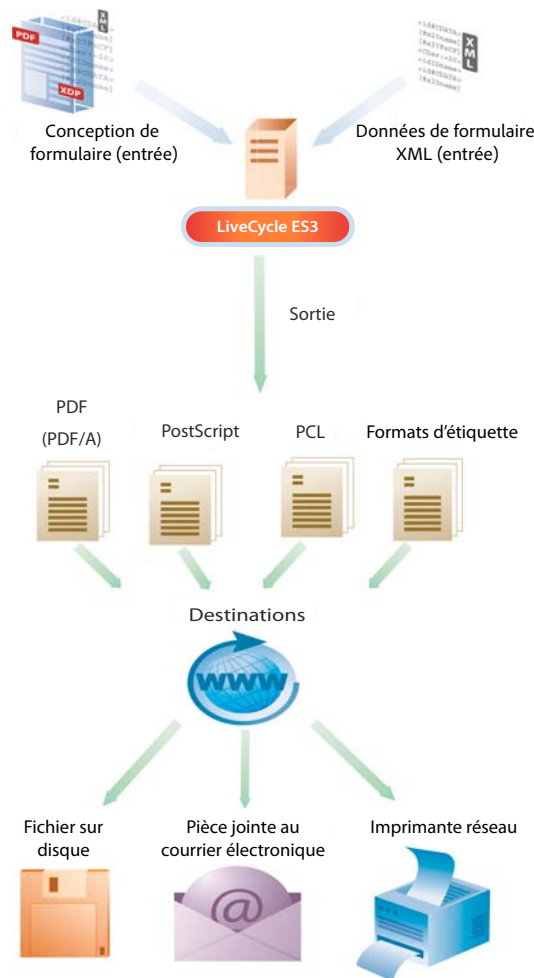 PDF
XML
XDP
XML
Conception de
formulaire (entrée)
Données de formulaire
XML (entrée)
LiveCycle ES3
Sortie
PDF
(PDF/A)
PostScript
PCL
Formats d'étiquette
Destinations
www
Fichier sur
disque
Pièce jointe au
courrier électronique
Imprimante réseau
@